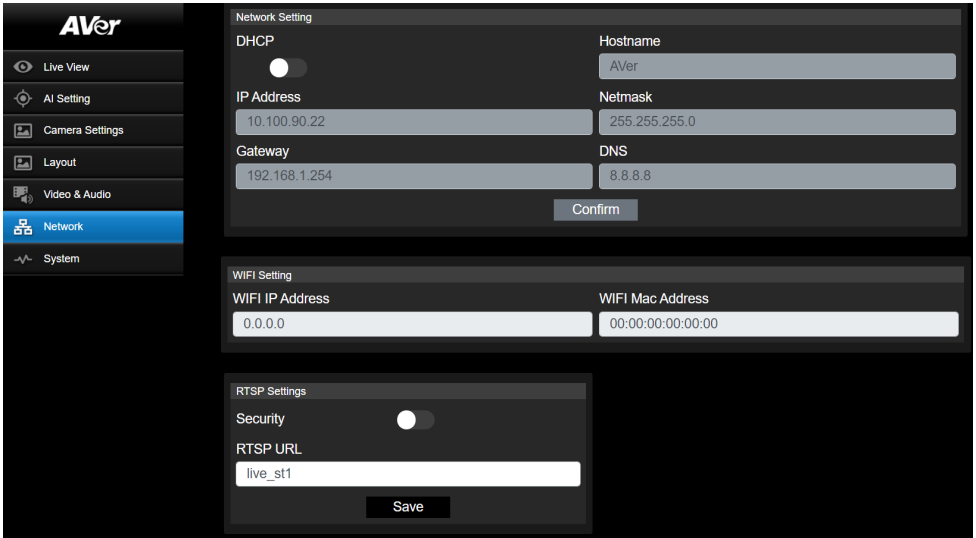 AVer
Live View
AI Setting
Camera Settings
Layout
Video & Audio
Network
System
Network Setting
DHCP
Hostname
AVer
IP Address
Netmask
10.100.90.22
255.255.255.0
Gateway
DNS
192.168.1.254
8.8.8.8
Confirm
WIFI Setting
WIFI IP Address
WIFI Mac Address
0.0.0.0
00:00:00:00:00:00
RTSP Settings
Security
RTSP URL
live_st1
Save